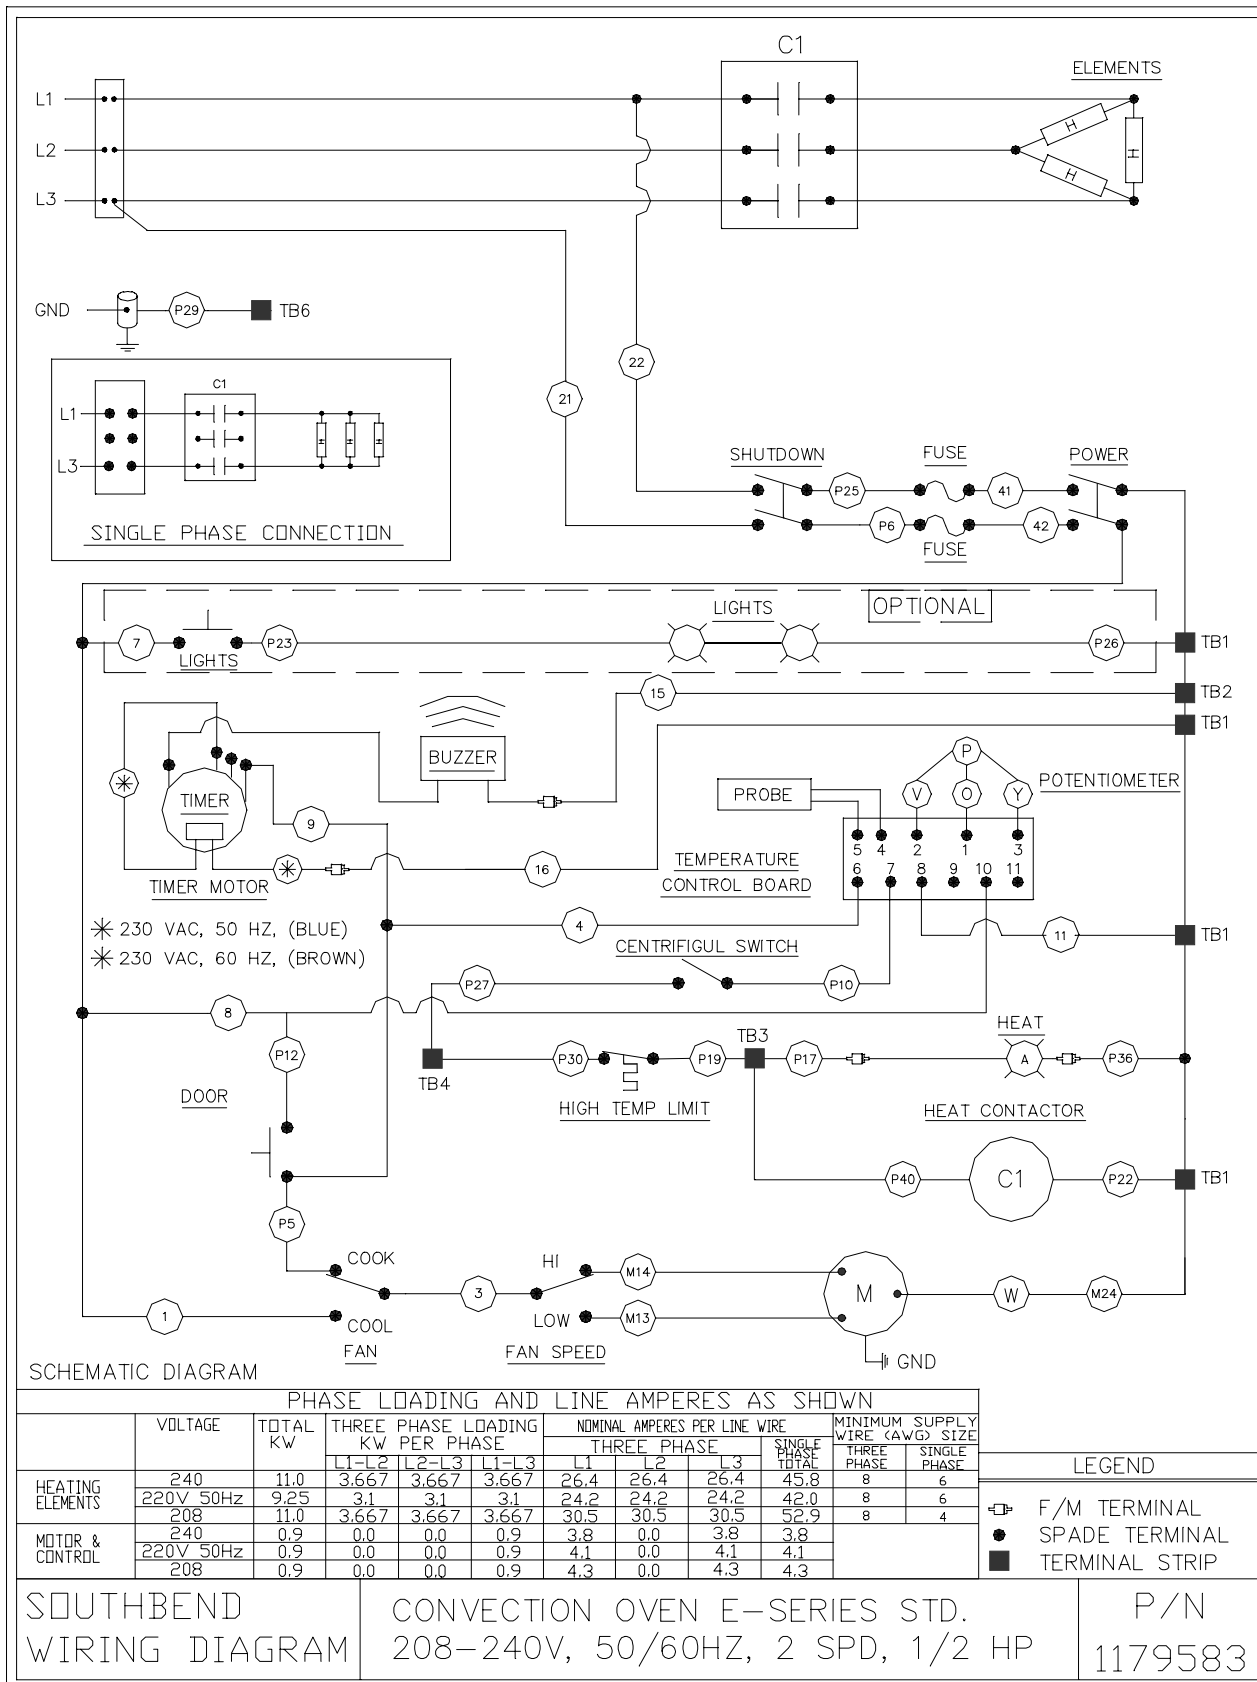 C1
ELEMENTS
L1
H
L2
H
H
L3
GND
P29
TB6
22
21
C1
L1
H
H
H
L3
SINGLE PHASE CONNECTION
SHUTDOWN
FUSE
POWER
P25
41
P6
42
FUSE
LIGHTS
OPTIONAL
7
P23
P26
TB1
LIGHTS
15
TB2
TB1
BUZZER
P
POTENTIOMETER
TIMER
PROBE
V
O
Y
9
5 4 2 1 3
6 7 8 9 10 11
16
TEMPERATURE
CONTROL BOARD
TIMER MOTOR
✳ 230 VAC, 50 HZ, (BLUE)
✳ 230 VAC, 60 HZ, (BROWN)
4
11
TB1
CENTRIFIGUL SWITCH
P27
P10
8
HEAT
P12
TB3
P30
P19
P17
A
P36
TB4
DOOR
HIGH TEMP LIMIT
HEAT CONTACTOR
P40
C1
P22
TB1
P5
COOK
HI
M14
3
M
W
M24
1
COOL
LOW
M13
FAN
FAN SPEED
GND
SCHEMATIC DIAGRAM
PHASE LOADING AND LINE AMPERES AS SHOWN
VOLTAGE TOTAL KW THREE PHASE LOADING KW PER PHASE NOMINAL AMPERES PER LINE WIRE MINIMUM SUPPLY WIRE (AWG) SIZE
THREE PHASE SINGLE PHASE TOTAL THREE PHASE SINGLE PHASE
L1-L2 L2-L3 L1-L3 L1 L2 L3
HEATING ELEMENTS
240 11.0 3.667 3.667 3.667 26.4 26.4 26.4 45.8 8 6
220V 50Hz 9.25 3.1 3.1 3.1 24.2 24.2 24.2 42.0 8 6
208 11.0 3.667 3.667 3.667 30.5 30.5 30.5 52.9 8 4
MOTOR & CONTROL
240 0.9 0.0 0.0 0.9 3.8 0.0 3.8 3.8
220V 50Hz 0.9 0.0 0.0 0.9 4.1 0.0 4.1 4.1
208 0.9 0.0 0.0 0.9 4.3 0.0 4.3 4.3
LEGEND
F/M TERMINAL
SPADE TERMINAL
TERMINAL STRIP
SOUTHBEND
WIRING DIAGRAM
CONVECTION OVEN E-SERIES STD.
208-240V, 50/60HZ, 2 SPD, 1/2 HP
P/N
1179583